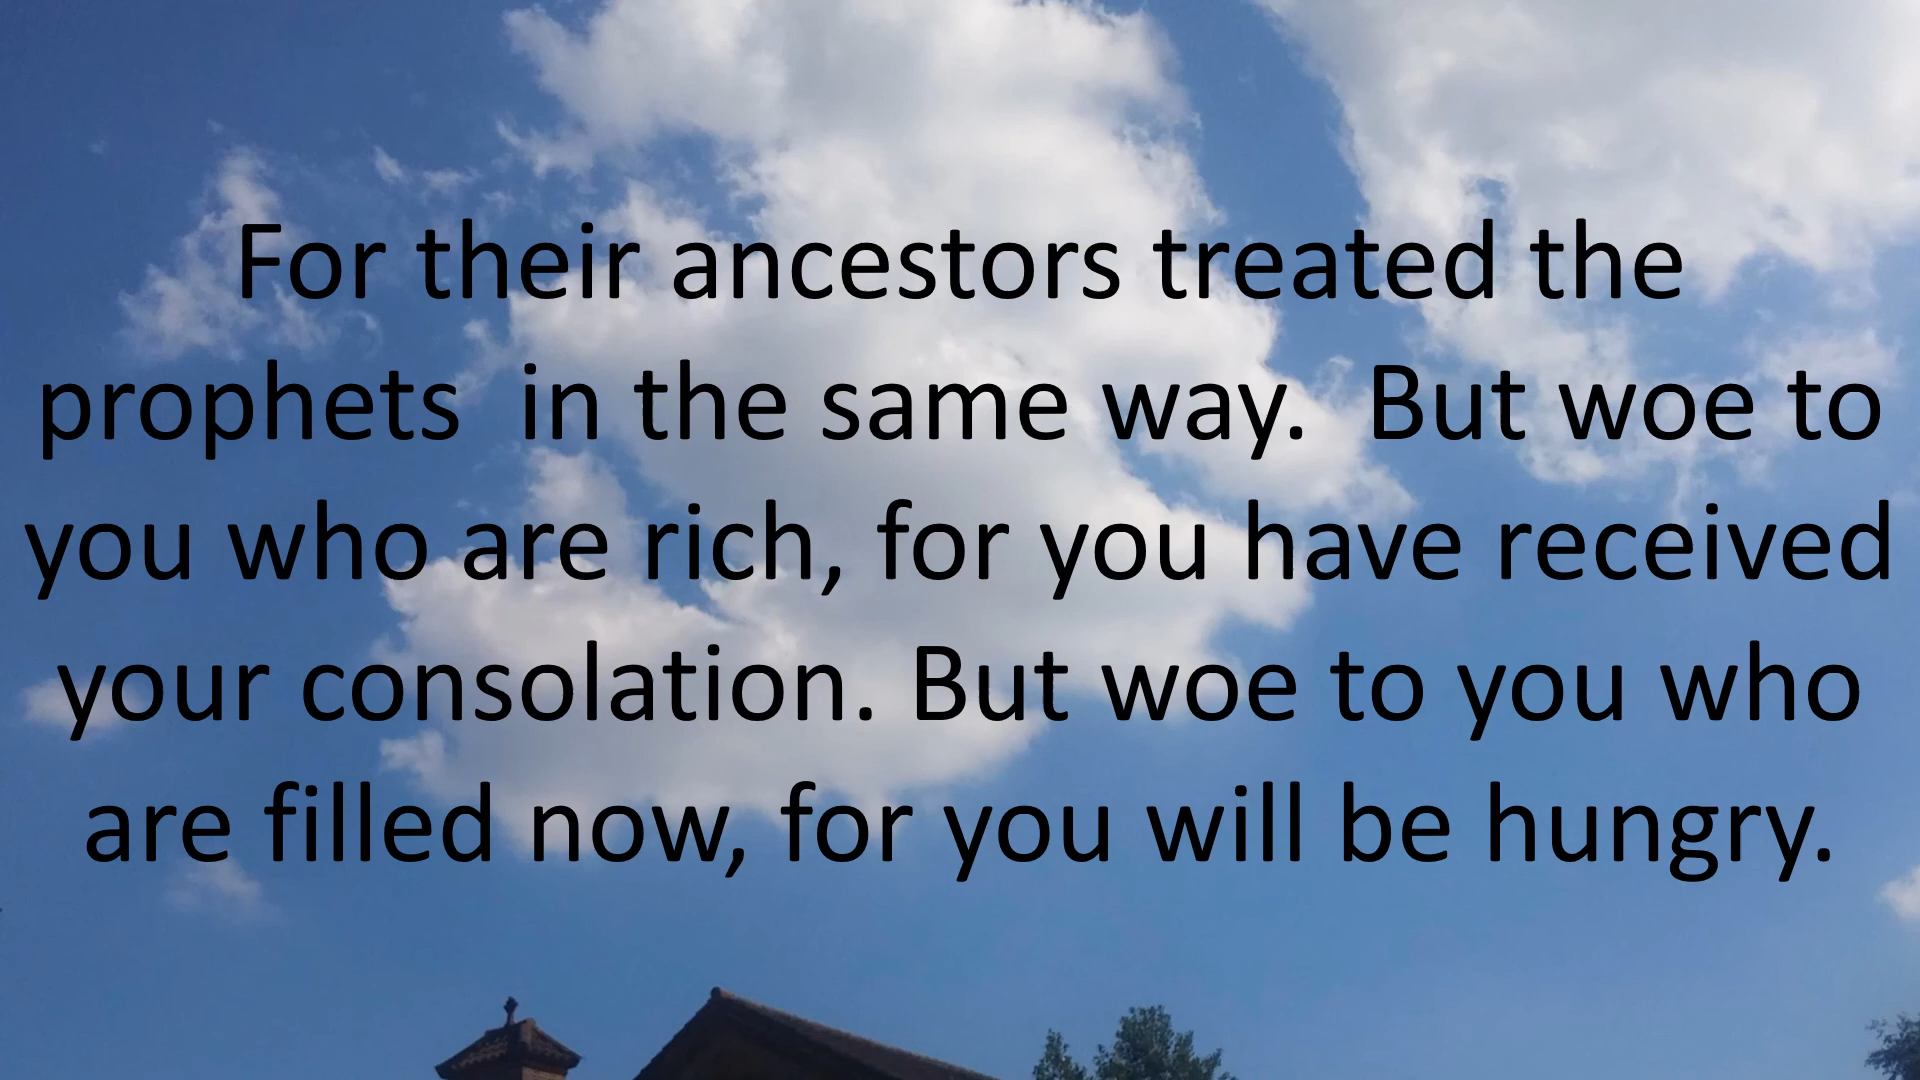 For their ancestors treated the
prophets  in the same way.  But woe to
you who are rich, for you have received
your consolation. But woe to you who
are filled now, for you will be hungry.